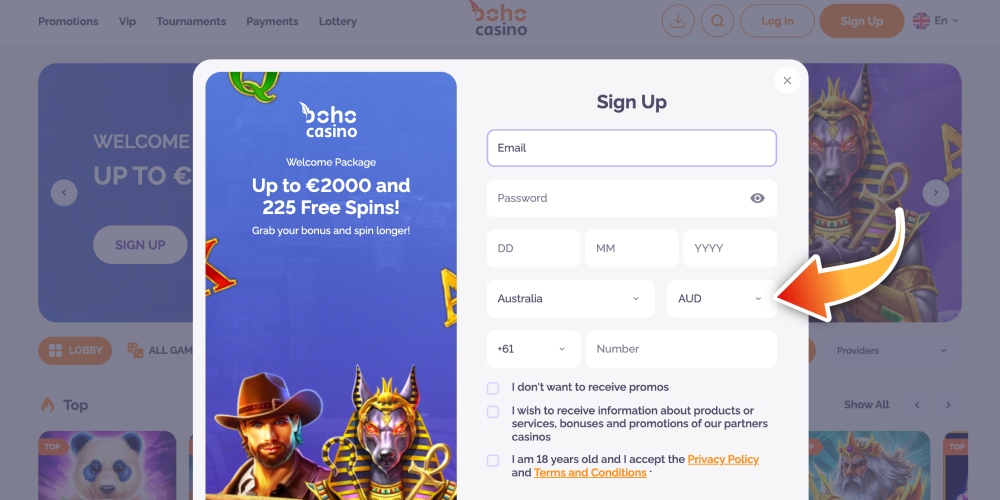 Promotions Vip Tournaments Payments Lottery
boho
casino
Log In Sign Up En
WELCOME
UP TO €
SIGN UP
boho
casino
Welcome Package
Up to €2000 and
225 Free Spins!
Grab your bonus and spin longer!
Sign Up
Email
Password
DD MM YYYY
Australia AUD
+61 Number
I don't want to receive promos
I wish to receive information about products or
services, bonuses and promotions of our partners
casinos
I am 18 years old and I accept the Privacy Policy
and Terms and Conditions *
LOBBY ALL GAM
Providers
Top
Show All
TOP
TOP
TOP